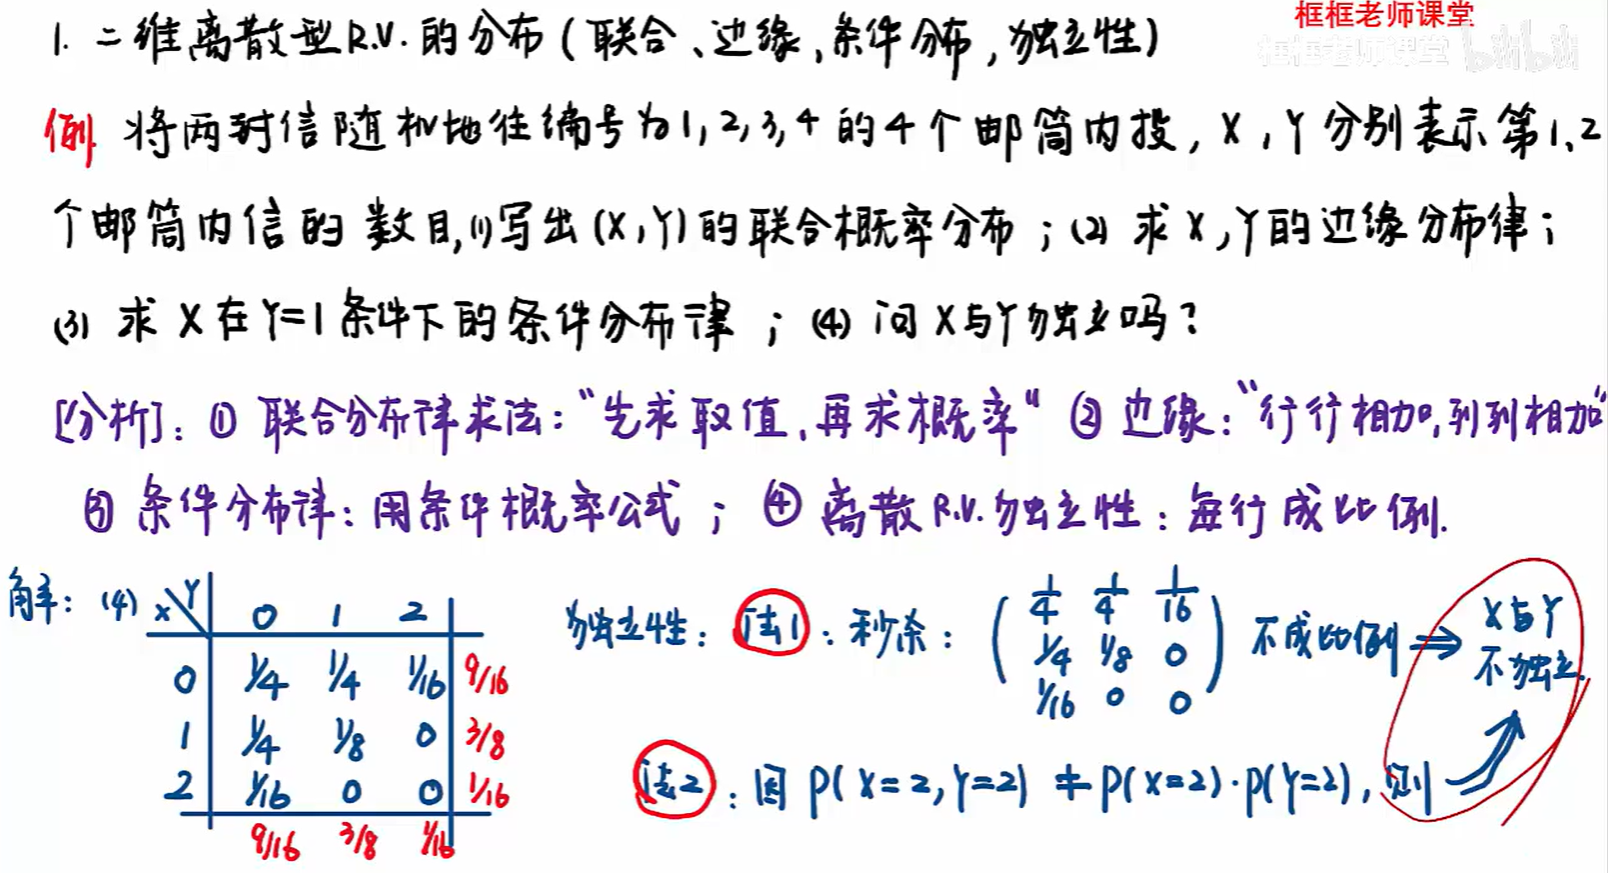 框框老师课堂
框框老师课堂 bilibili
1. 二维离散型R.V.的分布(联合、边缘,条件分布,独立性)
例 将两封信随机地往编号为1,2,3,4的4个邮筒内投,X,Y分别表示第1、2
个邮筒内信的数目,(1)写出(X,Y)的联合概率分布;(2) 求X,Y的边缘分布律;
(3) 求X在Y=1条件下的条件分布律;(4) 问X与Y独立吗?
[分析]:① 联合分布律求法:"先求取值,再求概率" ② 边缘:"行行相加,列列相加"
③ 条件分布律:用条件概率公式;④ 离散R.V.独立性:每行成比例.
解:(4) X Y 0 1 2
0 1/4 1/4 1/16 9/16
1 1/4 1/8 0 3/8
2 1/16 0 0 1/16
9/16 3/8 1/16
独立性:法1:秒杀:
( 1/4 1/4 1/16
1/4 1/8 0
1/16 0 0 )
不成比例 ⇒ X与Y
不独立.
法2:因 P(X=2,Y=2) ≠ P(X=2)·P(Y=2),则